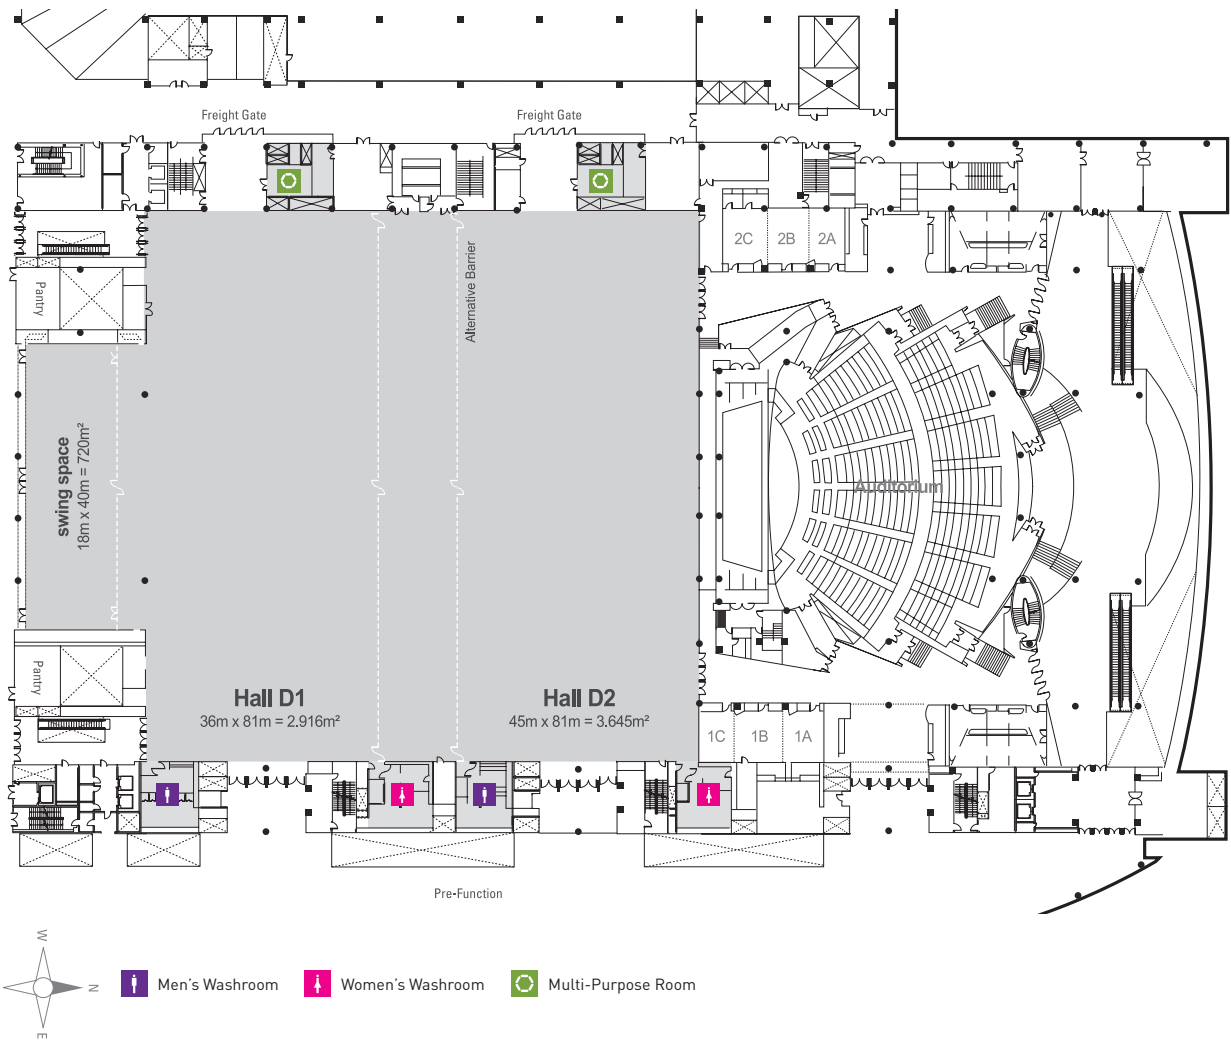 Freight Gate
Freight Gate
2C
2B
2A
Pantry
Alternative Barrier
swing space
18m x 40m = 720m²
Auditorium
Pantry
Hall D1
36m x 81m = 2.916m²
Hall D2
45m x 81m = 3.645m²
1C
1B
1A
Pre-Function
W
N
E
Men's Washroom
Women's Washroom
Multi-Purpose Room